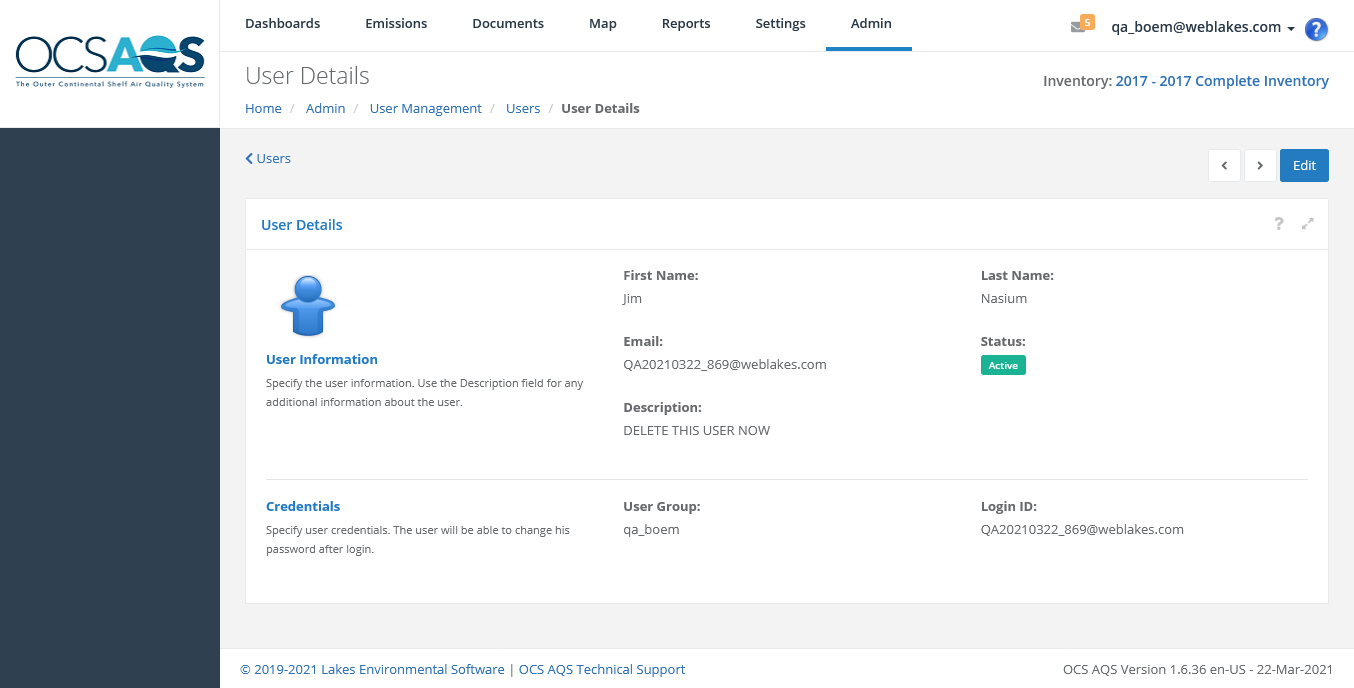 OCSAQS
The Outer Continental Shelf Air Quality System
Dashboards Emissions Documents Map Reports Settings Admin
5 qa_boem@weblakes.com ?
User Details
Inventory: 2017 - 2017 Complete Inventory
Home / Admin / User Management / Users / User Details
Users
Edit
User Details ?
First Name: Last Name:
Jim Nasium
Email: Status:
QA20210322_869@weblakes.com Active
User Information
Specify the user information. Use the Description field for any
additional information about the user.
Description:
DELETE THIS USER NOW
Credentials User Group: Login ID:
Specify user credentials. The user will be able to change his qa_boem QA20210322_869@weblakes.com
password after login.
© 2019-2021 Lakes Environmental Software | OCS AQS Technical Support OCS AQS Version 1.6.36 en-US - 22-Mar-2021